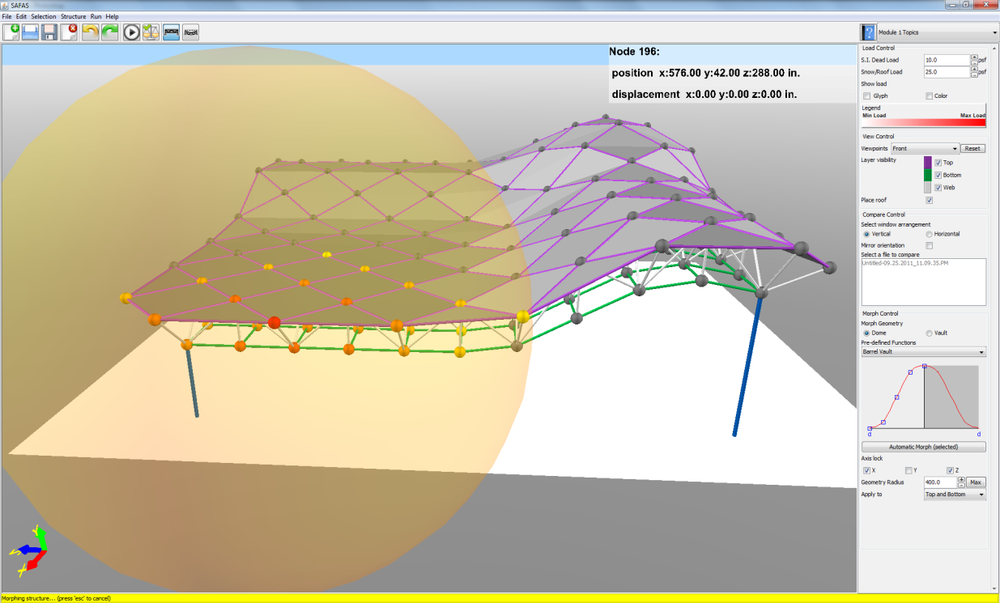 SAFAS
File Edit Selection Structure Run Help
Module 1 Topics
Node 196:
position x:576.00 y:42.00 z:288.00 in.
displacement x:0.00 y:0.00 z:0.00 in.
Load Control
S.I. Dead Load 10.0 psf
Snow/Roof Load 25.0 psf
Show load
Glyph Color
Legend
Min Load Max Load
View Control
Viewpoints Front Reset
Layer visibility Top
Bottom
Web
Place roof
Compare Control
Select window arrangement
Vertical Horizontal
Mirror orientation
Select a file to compare
Untitled-09.25.2011_11.09.35.PM
Morph Control
Morph Geometry
Dome Vault
Pre-defined Functions
Barrel Vault
d d
Automatic Morph (selected)
Axis lock
X Y Z
Geometry Radius 400.0 Max
Apply to Top and Bottom
Morphing structure... (press 'esc' to cancel)